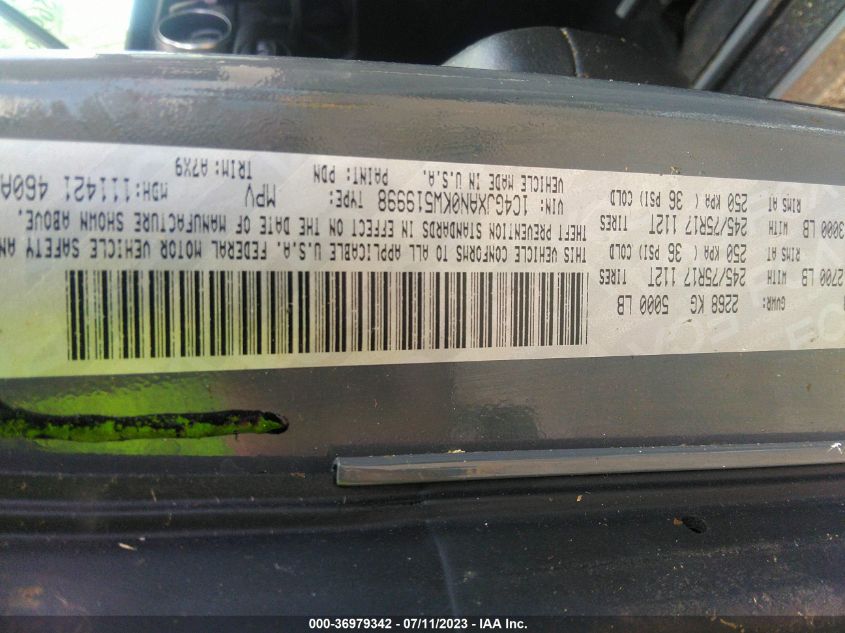 GVWR: 2268 KG 5000 LB
2700 LB WITH 245/75R17 112T TIRES
RIMS AT 250 KPA ( 36 PSI) COLD
3000 LB WITH 245/75R17 112T TIRES
RIMS AT 250 KPA ( 36 PSI) COLD
THIS VEHICLE CONFORMS TO ALL APPLICABLE U.S.A. FEDERAL MOTOR VEHICLE SAFETY AN
THEFT PREVENTION STANDARDS IN EFFECT ON THE DATE OF MANUFACTURE SHOWN ABOVE.
VIN: 1C4GJXAN0KW519998 TYPE: MPV MDH:111421 460A
VEHICLE MADE IN U.S.A. PAINT: PDN TRIM: A7X9
000-36979342 - 07/11/2023 - IAA Inc.